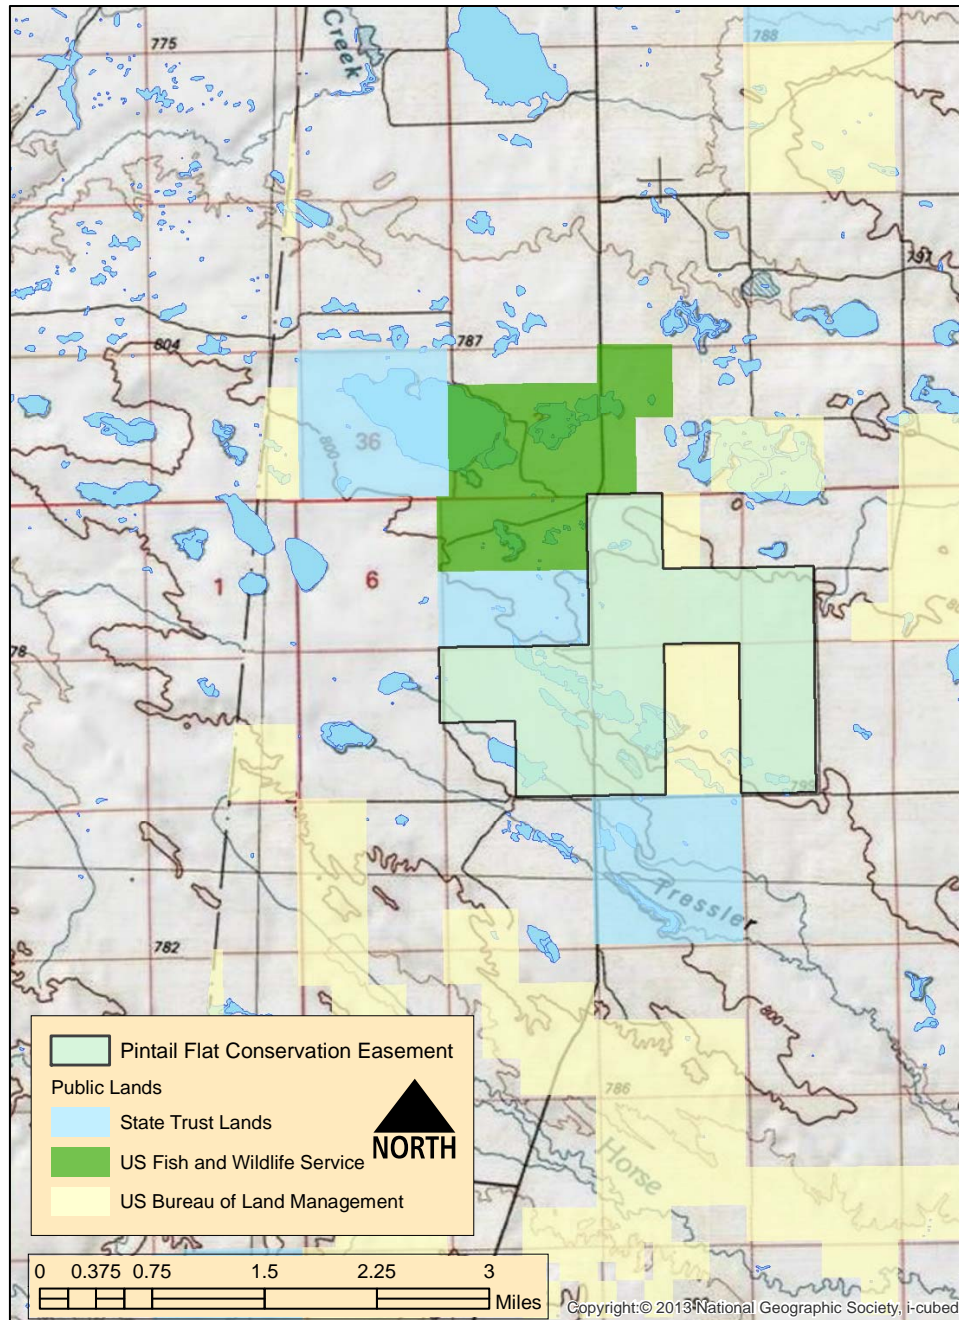 775
Creek
788
797
804
787
36
800
1
6
78
799
Pressler
782
800
786
Horse
Pintail Flat Conservation Easement
Public Lands
State Trust Lands
US Fish and Wildlife Service
US Bureau of Land Management
NORTH
0 0.375 0.75 1.5 2.25 3
Miles
Copyright:© 2013 National Geographic Society, i-cubed